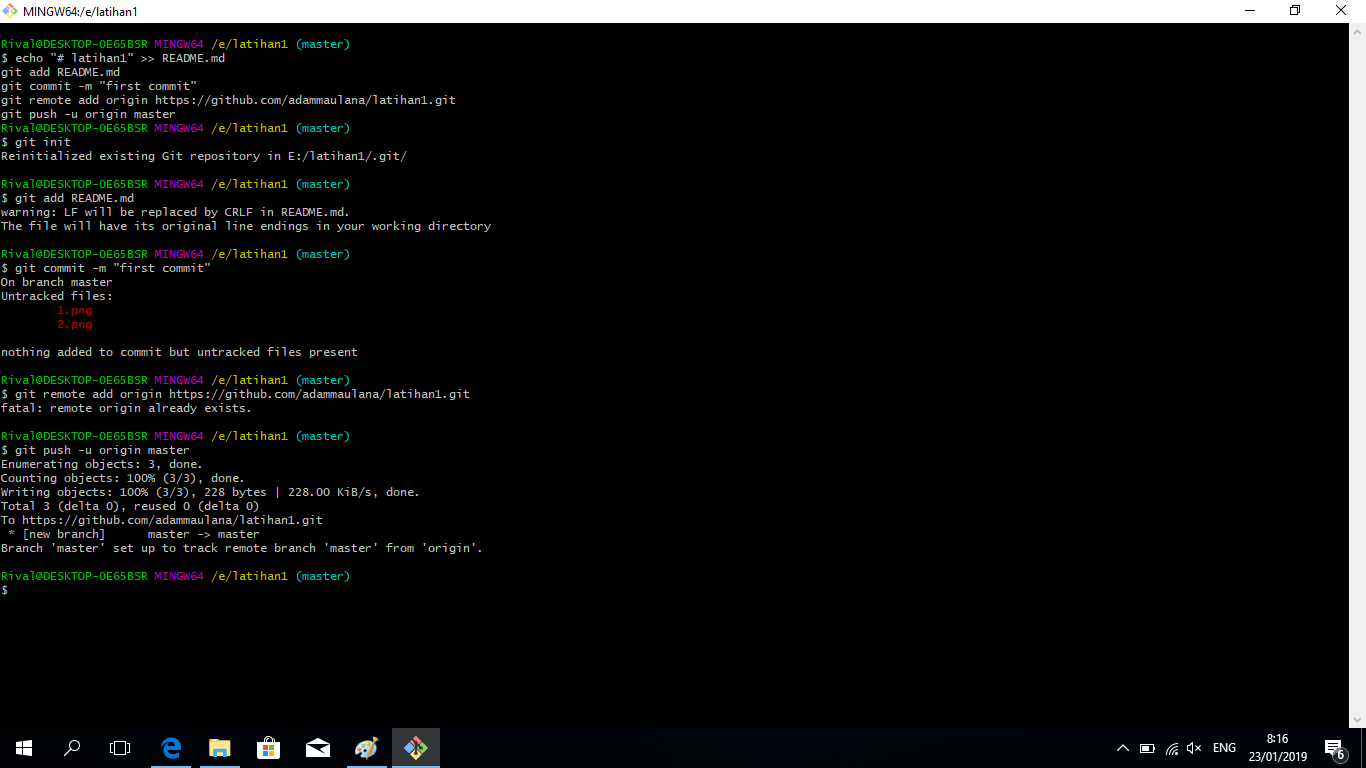 MINGW64:/e/latihan1
Rival@DESKTOP-OE65BSR MINGW64 /e/latihan1 (master)
$ echo "# latihan1" >> README.md
git add README.md
git commit -m "first commit"
git remote add origin https://github.com/adammaulana/latihan1.git
git push -u origin master
Rival@DESKTOP-OE65BSR MINGW64 /e/latihan1 (master)
$ git init
Reinitialized existing Git repository in E:/latihan1/.git/
Rival@DESKTOP-OE65BSR MINGW64 /e/latihan1 (master)
$ git add README.md
warning: LF will be replaced by CRLF in README.md.
The file will have its original line endings in your working directory
Rival@DESKTOP-OE65BSR MINGW64 /e/latihan1 (master)
$ git commit -m "first commit"
On branch master
Untracked files:
1.png
2.png
nothing added to commit but untracked files present
Rival@DESKTOP-OE65BSR MINGW64 /e/latihan1 (master)
$ git remote add origin https://github.com/adammaulana/latihan1.git
fatal: remote origin already exists.
Rival@DESKTOP-OE65BSR MINGW64 /e/latihan1 (master)
$ git push -u origin master
Enumerating objects: 3, done.
Counting objects: 100% (3/3), done.
Writing objects: 100% (3/3), 228 bytes | 228.00 KiB/s, done.
Total 3 (delta 0), reused 0 (delta 0)
To https://github.com/adammaulana/latihan1.git
* [new branch] master -> master
Branch 'master' set up to track remote branch 'master' from 'origin'.
Rival@DESKTOP-OE65BSR MINGW64 /e/latihan1 (master)
$
ENG
8:16
23/01/2019
6